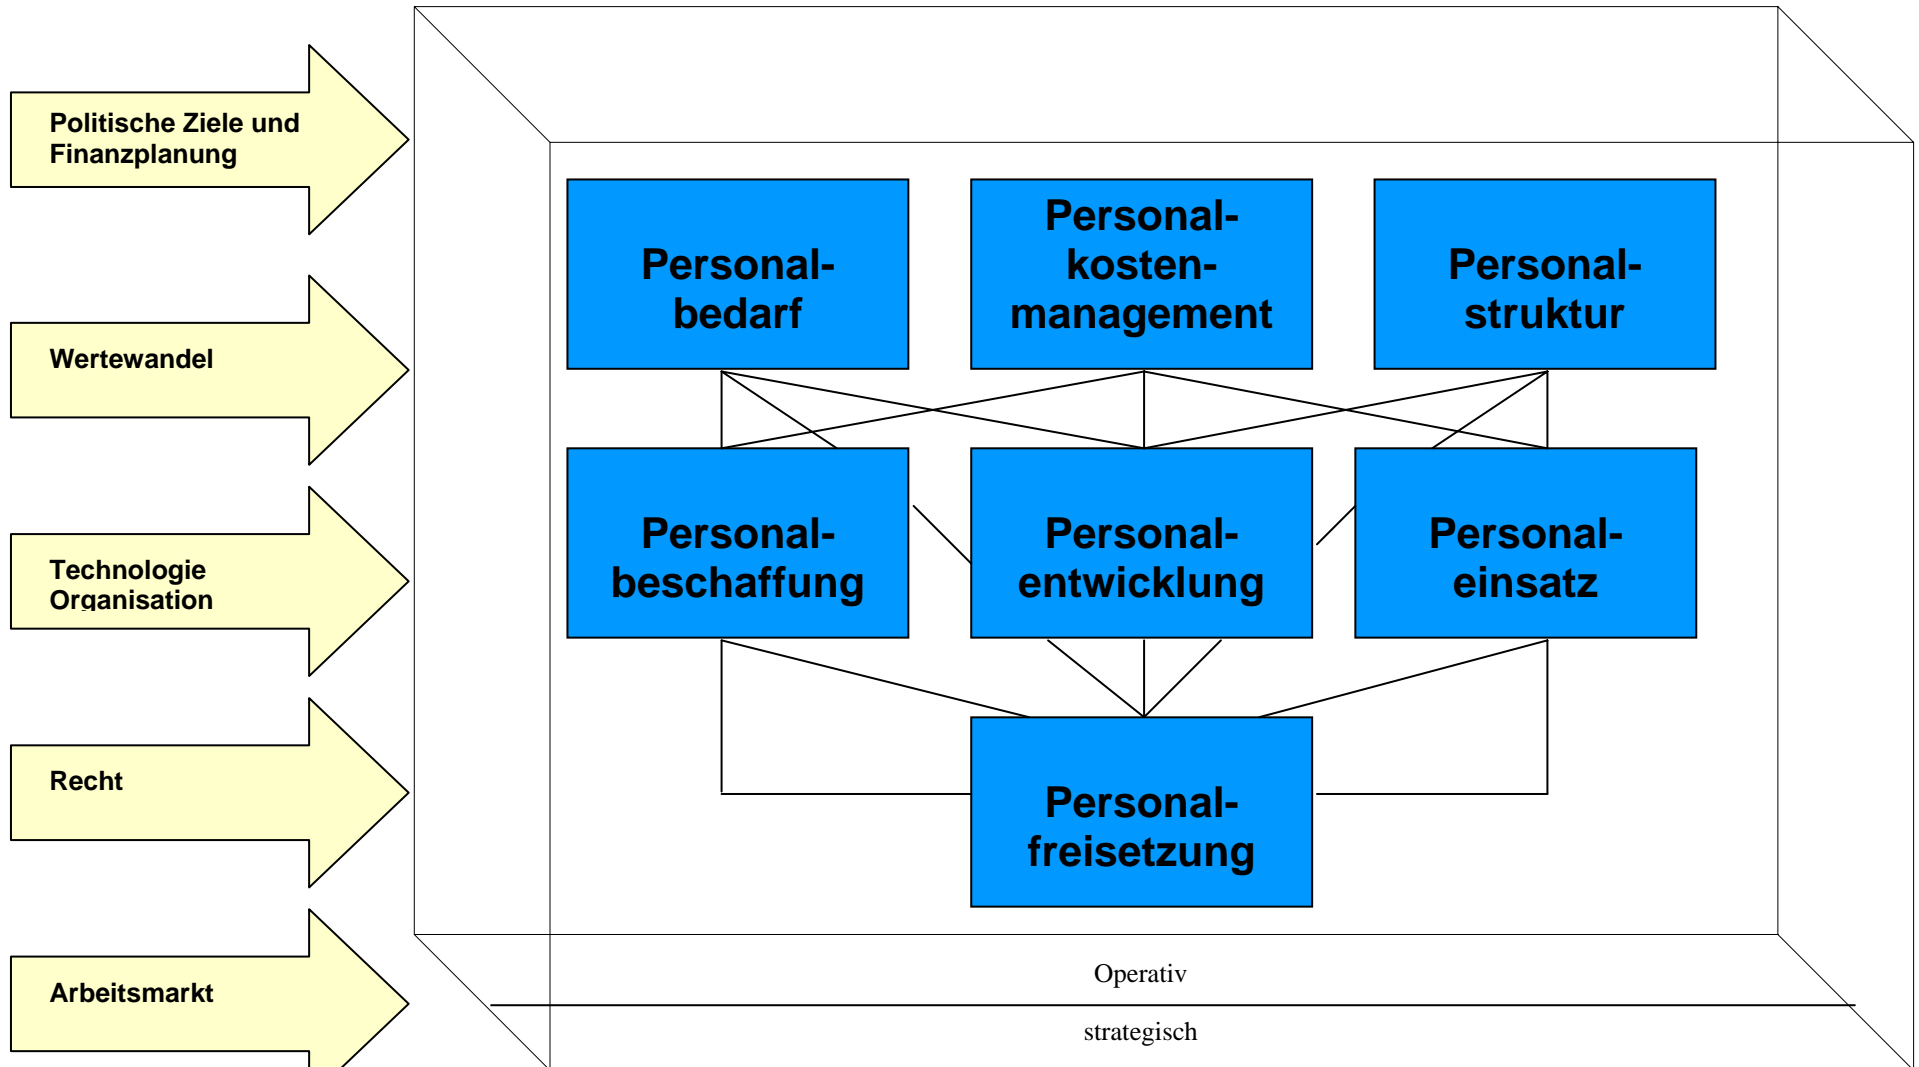 Politische Ziele und
Finanzplanung
Wertewandel
Technologie
Organisation
Recht
Arbeitsmarkt
Personal-
bedarf
Personal-
kosten-
management
Personal-
struktur
Personal-
beschaffung
Personal-
entwicklung
Personal-
einsatz
Personal-
freisetzung
Operativ
strategisch